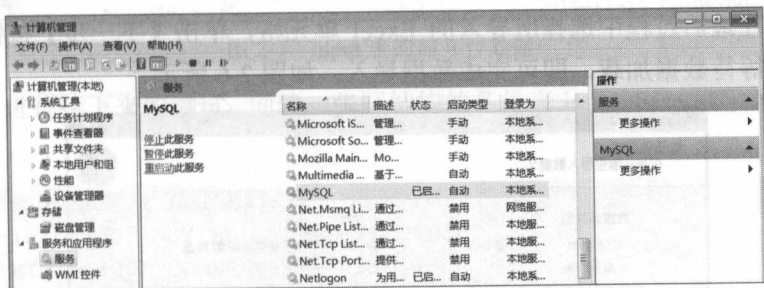 计算机管理
文件(F) 操作(A) 查看(V) 帮助(H)
计算机管理(本地)
系统工具
任务计划程序
事件查看器
共享文件夹
本地用户和组
性能
设备管理器
存储
磁盘管理
服务和应用程序
服务
WMI 控件
服务
MySQL
停止此服务
暂停此服务
重启动此服务
名称 描述 状态 启动类型 登录为
Microsoft iS... 管理... 手动 本地系...
Microsoft So... 管理... 手动 本地系...
Mozilla Main... Mo... 手动 本地系...
Multimedia ... 基于... 自动 本地系...
MySQL 已启... 自动 本地系...
Net.Msmq Li... 通过... 禁用 网络服...
Net.Pipe List... 通过... 禁用 本地服...
Net.Tcp List... 通过... 禁用 本地服...
Net.Tcp Port... 提供... 禁用 本地服...
Netlogon 为用... 已启... 自动 本地系...
操作
服务
更多操作
MySQL
更多操作